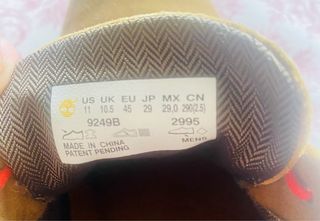 US UK EU JP MX CN
11 10.5 45 29 29,0 290(2.5)
9249B 2995
MADE IN CHINA MENS
PATENT PENDING